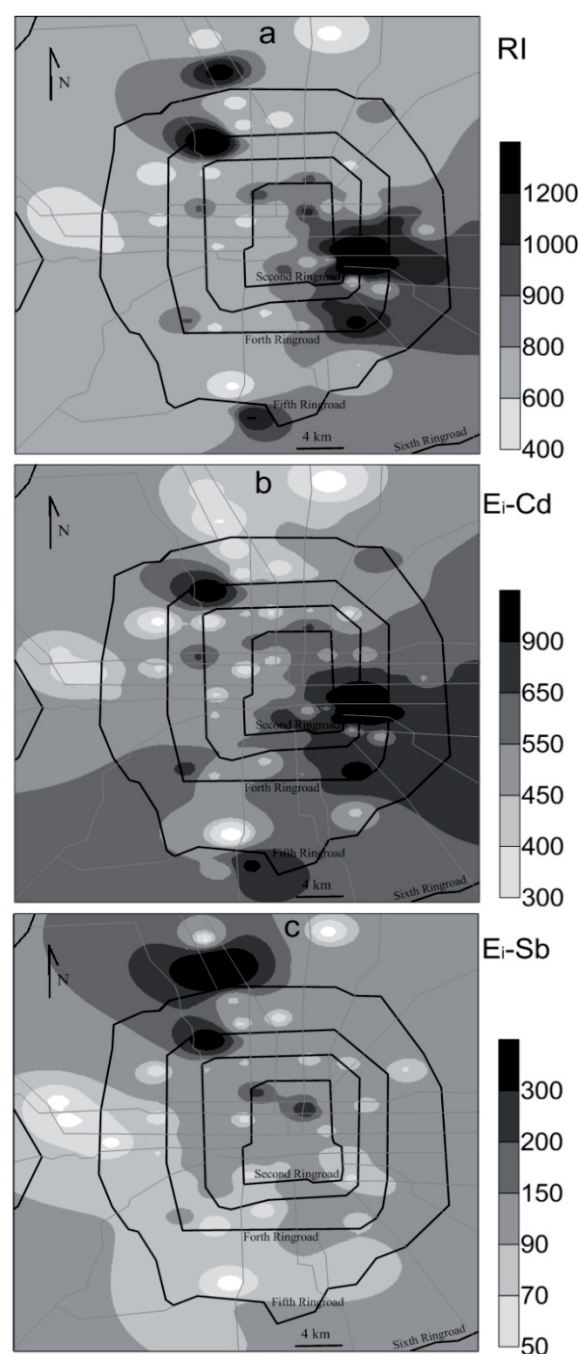 a
RI
N
1200
1000
900
800
600
400
Second Ringroad
Forth Ringroad
Fifth Ringroad
4 km
Sixth Ringroad
b
Ei-Cd
N
900
650
550
450
400
300
Second Ringroad
Forth Ringroad
Fifth Ringroad
4 km
Sixth Ringroad
c
Ei-Sb
N
300
200
150
90
70
50
Second Ringroad
Forth Ringroad
Fifth Ringroad
4 km
Sixth Ringroad